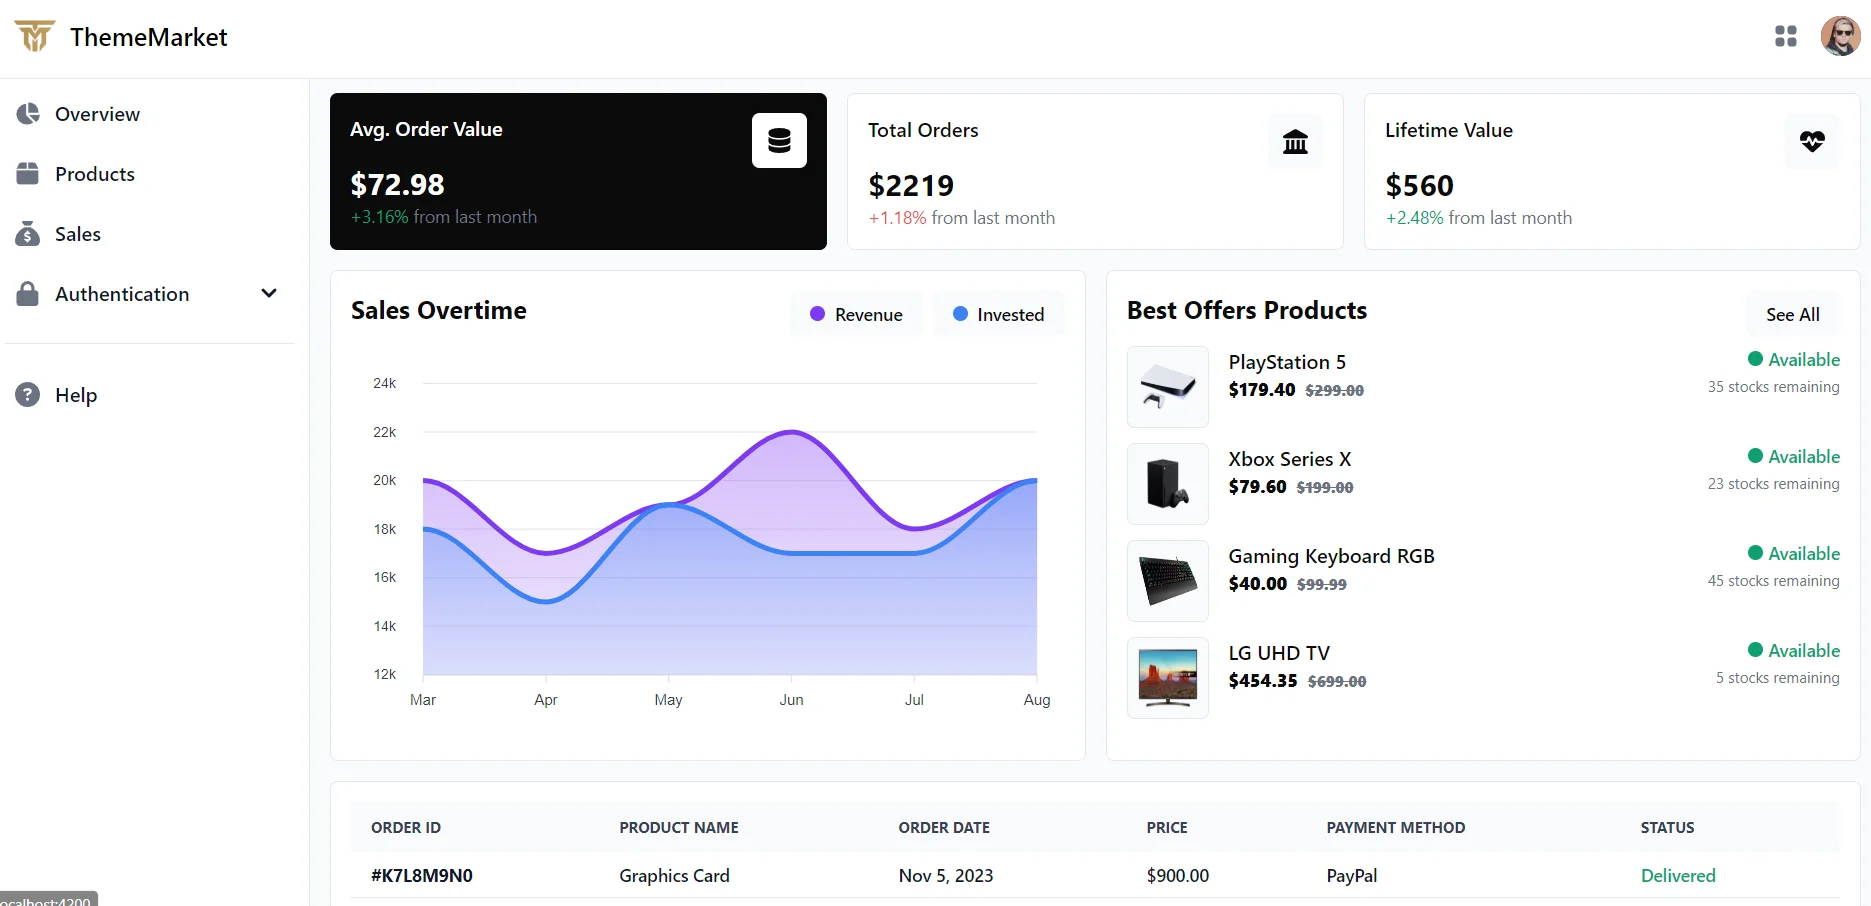 ThemeMarket
Overview
Products
Sales
Authentication
Help
Avg. Order Value
$72.98
+3.16% from last month
Total Orders
$2219
+1.18% from last month
Lifetime Value
$560
+2.48% from last month
Sales Overtime
Revenue
Invested
24k
22k
20k
18k
16k
14k
12k
Mar Apr May Jun Jul Aug
Best Offers Products
See All
PlayStation 5
$179.40 $299.00
Available
35 stocks remaining
Xbox Series X
$79.60 $199.00
Available
23 stocks remaining
Gaming Keyboard RGB
$40.00 $99.99
Available
45 stocks remaining
LG UHD TV
$454.35 $699.00
Available
5 stocks remaining
ORDER ID PRODUCT NAME ORDER DATE PRICE PAYMENT METHOD STATUS
#K7L8M9N0 Graphics Card Nov 5, 2023 $900.00 PayPal Delivered
ocalhost:4200